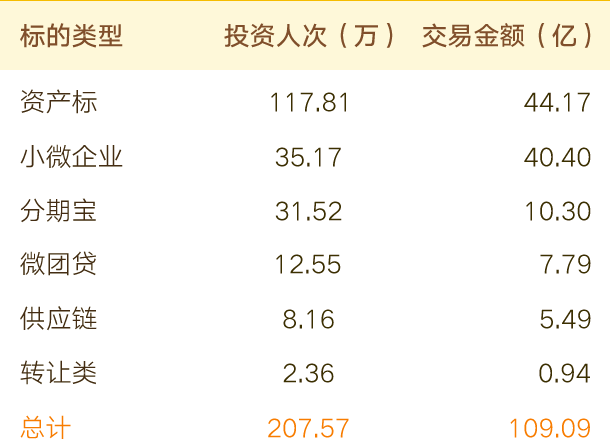 标的类型 投资人次（万） 交易金额（亿）
资产标 117.81 44.17
小微企业 35.17 40.40
分期宝 31.52 10.30
微团贷 12.55 7.79
供应链 8.16 5.49
转让类 2.36 0.94
总计 207.57 109.09